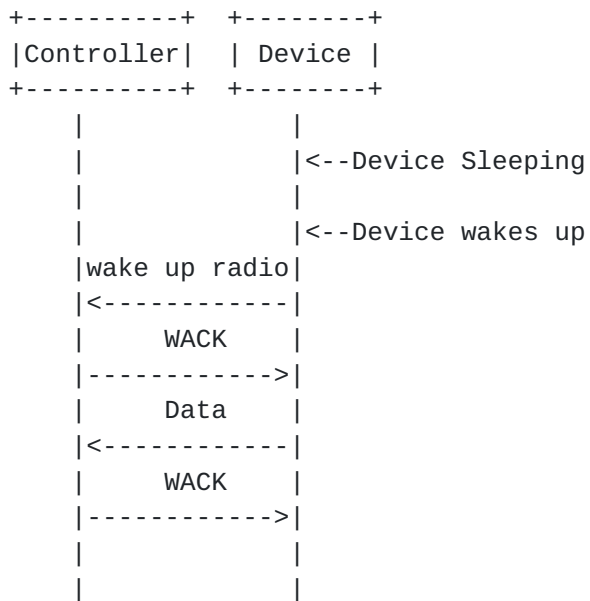 +----------+  +--------+
|Controller|  | Device |
+----------+  +--------+
    |            |
    |            |<--Device Sleeping
    |            |
    |            |<--Device wakes up
    |wake up radio|
    |<------------|
    |     WACK    |
    |------------>|
    |     Data    |
    |<------------|
    |     WACK    |
    |------------>|
    |            |
    |            |